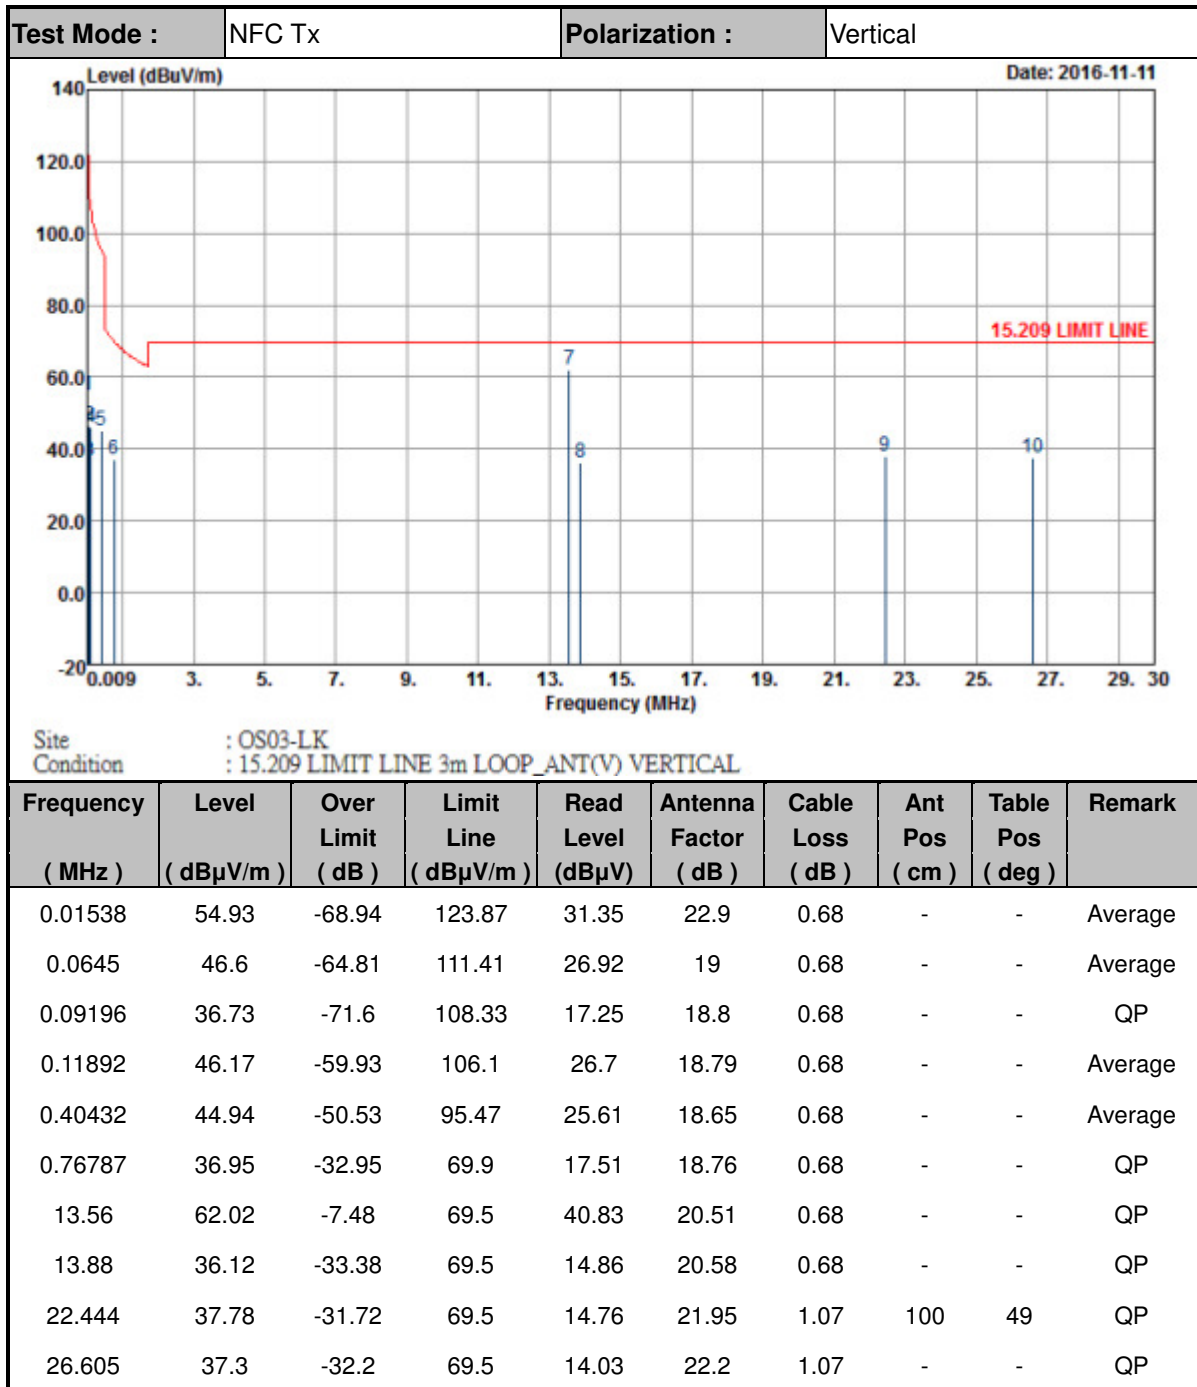 Test Mode : NFC Tx Polarization : Vertical
Level (dBuV/m) Date: 2016-11-11
140
120.0
100.0
80.0
15.209 LIMIT LINE
7
60.0
5
40.0 6 8 9 10
20.0
0.0
-20
0.009 3. 5. 7. 9. 11. 13. 15. 17. 19. 21. 23. 25. 27. 29. 30
Frequency (MHz)
Site : OS03-LK
Condition : 15.209 LIMIT LINE 3m LOOP_ANT(V) VERTICAL
Frequency Level Over Limit Read Antenna Cable Ant Table Remark
Limit Line Level Factor Loss Pos Pos
( MHz ) ( dBµV/m ) ( dB ) ( dBµV/m ) (dBµV) ( dB ) ( dB ) ( cm ) ( deg )
0.01538 54.93 -68.94 123.87 31.35 22.9 0.68 - - Average
0.0645 46.6 -64.81 111.41 26.92 19 0.68 - - Average
0.09196 36.73 -71.6 108.33 17.25 18.8 0.68 - - QP
0.11892 46.17 -59.93 106.1 26.7 18.79 0.68 - - Average
0.40432 44.94 -50.53 95.47 25.61 18.65 0.68 - - Average
0.76787 36.95 -32.95 69.9 17.51 18.76 0.68 - - QP
13.56 62.02 -7.48 69.5 40.83 20.51 0.68 - - QP
13.88 36.12 -33.38 69.5 14.86 20.58 0.68 - - QP
22.444 37.78 -31.72 69.5 14.76 21.95 1.07 100 49 QP
26.605 37.3 -32.2 69.5 14.03 22.2 1.07 - - QP